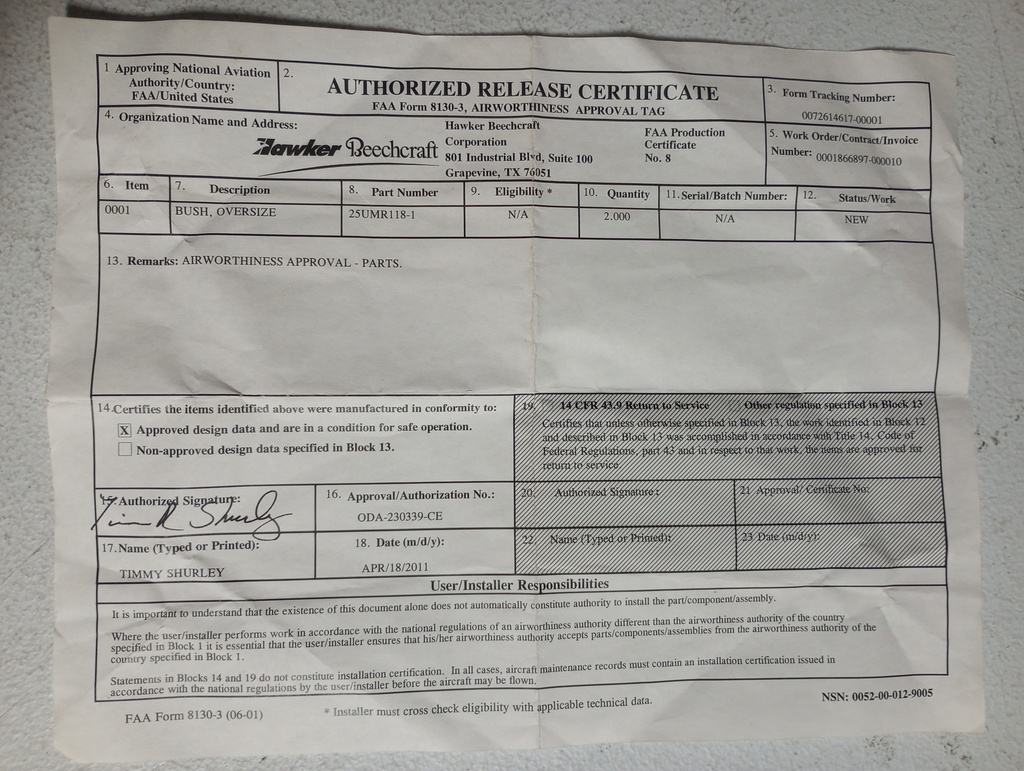 1 Approving National Aviation
Authority/Country:
FAA/United States
2.
AUTHORIZED RELEASE CERTIFICATE
FAA Form 8130-3, AIRWORTHINESS APPROVAL TAG
3. Form Tracking Number:
0072614617-00001
4. Organization Name and Address:
Hawker Beechcraft
Hawker Beechcraft
Corporation
801 Industrial Blvd, Suite 100
Grapevine, TX 76051
FAA Production
Certificate
No. 8
5. Work Order/Contract/Invoice
Number: 0001866897-000010
6. Item
7. Description
8. Part Number
9. Eligibility *
10. Quantity
11. Serial/Batch Number:
12. Status/Work
0001
BUSH, OVERSIZE
25UMR118-1
N/A
2.000
N/A
NEW
13. Remarks: AIRWORTHINESS APPROVAL - PARTS.
14. Certifies the items identified above were manufactured in conformity to:
X Approved design data and are in a condition for safe operation.
Non-approved design data specified in Block 13.
19. 14 CFR 43.9 Return to Service Other regulation specified in Block 13
Certifies that unless otherwise specified in Block 13, the work identified in Block 12
and described in Block 13 was accomplished in accordance with Title 14, Code of
Federal Regulations, part 43 and in respect to that work, the items are approved for
return to service.
15. Authorized Signature:
Timm R Shurley
16. Approval/Authorization No.:
ODA-230339-CE
20. Authorized Signature:
21 Approval/ Certificate No:
17. Name (Typed or Printed):
TIMMY SHURLEY
18. Date (m/d/y):
APR/18/2011
22. Name (Typed or Printed):
23 Date (m/d/y):
User/Installer Responsibilities
It is important to understand that the existence of this document alone does not automatically constitute authority to install the part/component/assembly.
Where the user/installer performs work in accordance with the national regulations of an airworthiness authority different than the airworthiness authority of the country
specified in Block 1 it is essential that the user/installer ensures that his/her airworthiness authority accepts parts/components/assemblies from the airworthiness authority of the
country specified in Block 1.
Statements in Blocks 14 and 19 do not constitute installation certification. In all cases, aircraft maintenance records must contain an installation certification issued in
accordance with the national regulations by the user/installer before the aircraft may be flown.
FAA Form 8130-3 (06-01)
* Installer must cross check eligibility with applicable technical data.
NSN: 0052-00-012-9005